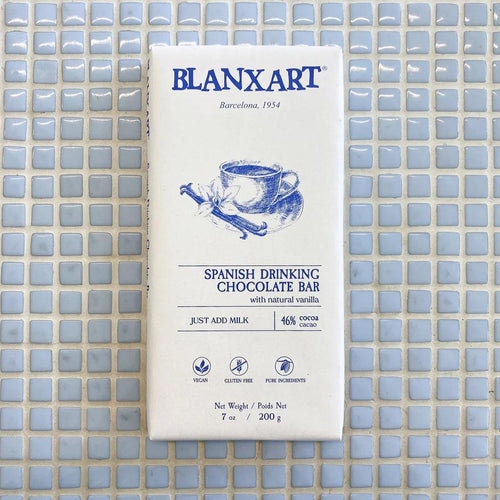 BLANXART®
Barcelona, 1954
SPANISH DRINKING
CHOCOLATE BAR
with natural vanilla
JUST ADD MILK
46% cocoa
cacao
VEGAN
GLUTEN FREE
PURE INGREDIENTS
Net Weight / Poids Net
7 oz / 200 g